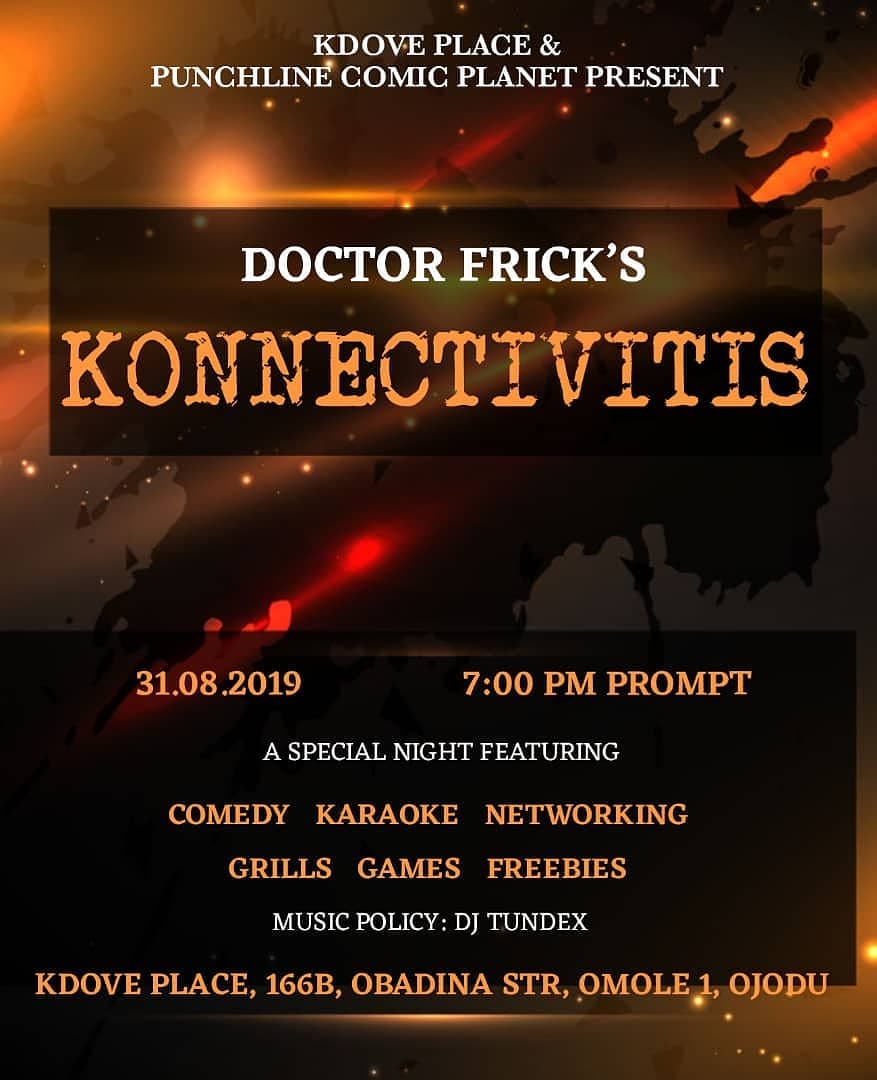 KDOVE PLACE &
PUNCHLINE COMIC PLANET PRESENT
DOCTOR FRICK'S
KONNECTIVITIS
31.08.2019 7:00 PM PROMPT
A SPECIAL NIGHT FEATURING
COMEDY KARAOKE NETWORKING
GRILLS GAMES FREEBIES
MUSIC POLICY: DJ TUNDEX
KDOVE PLACE, 166B, OBADINA STR, OMOLE 1, OJODU